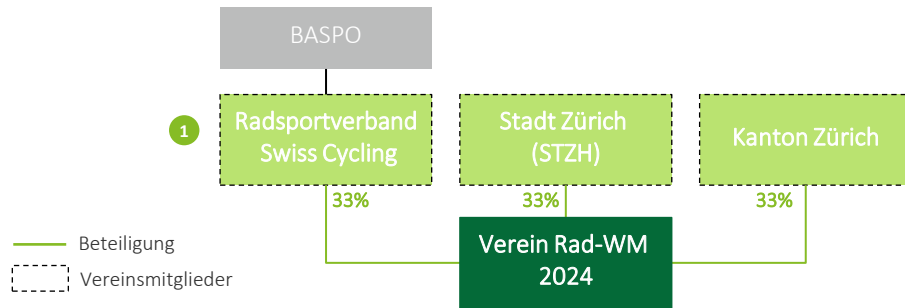 BASPO
1
Radsportverband
Swiss Cycling
Stadt Zürich
(STZH)
Kanton Zürich
33%
33%
33%
Verein Rad-WM
2024
Beteiligung
Vereinsmitglieder